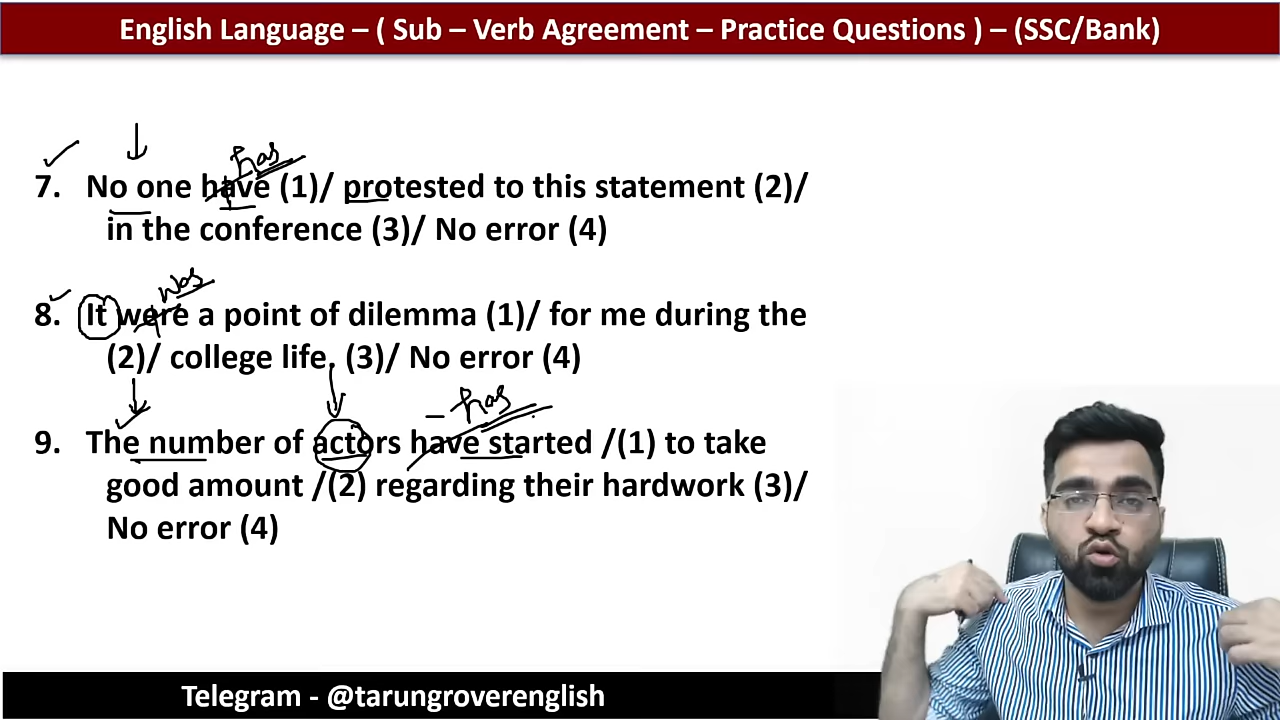 English Language – ( Sub – Verb Agreement – Practice Questions ) – (SSC/Bank)
has
7. No one have (1)/ protested to this statement (2)/
in the conference (3)/ No error (4)
was
8. It were a point of dilemma (1)/ for me during the
(2)/ college life. (3)/ No error (4)
has
9. The number of actors have started /(1) to take
good amount /(2) regarding their hardwork (3)/
No error (4)
Telegram - @tarungroverenglish